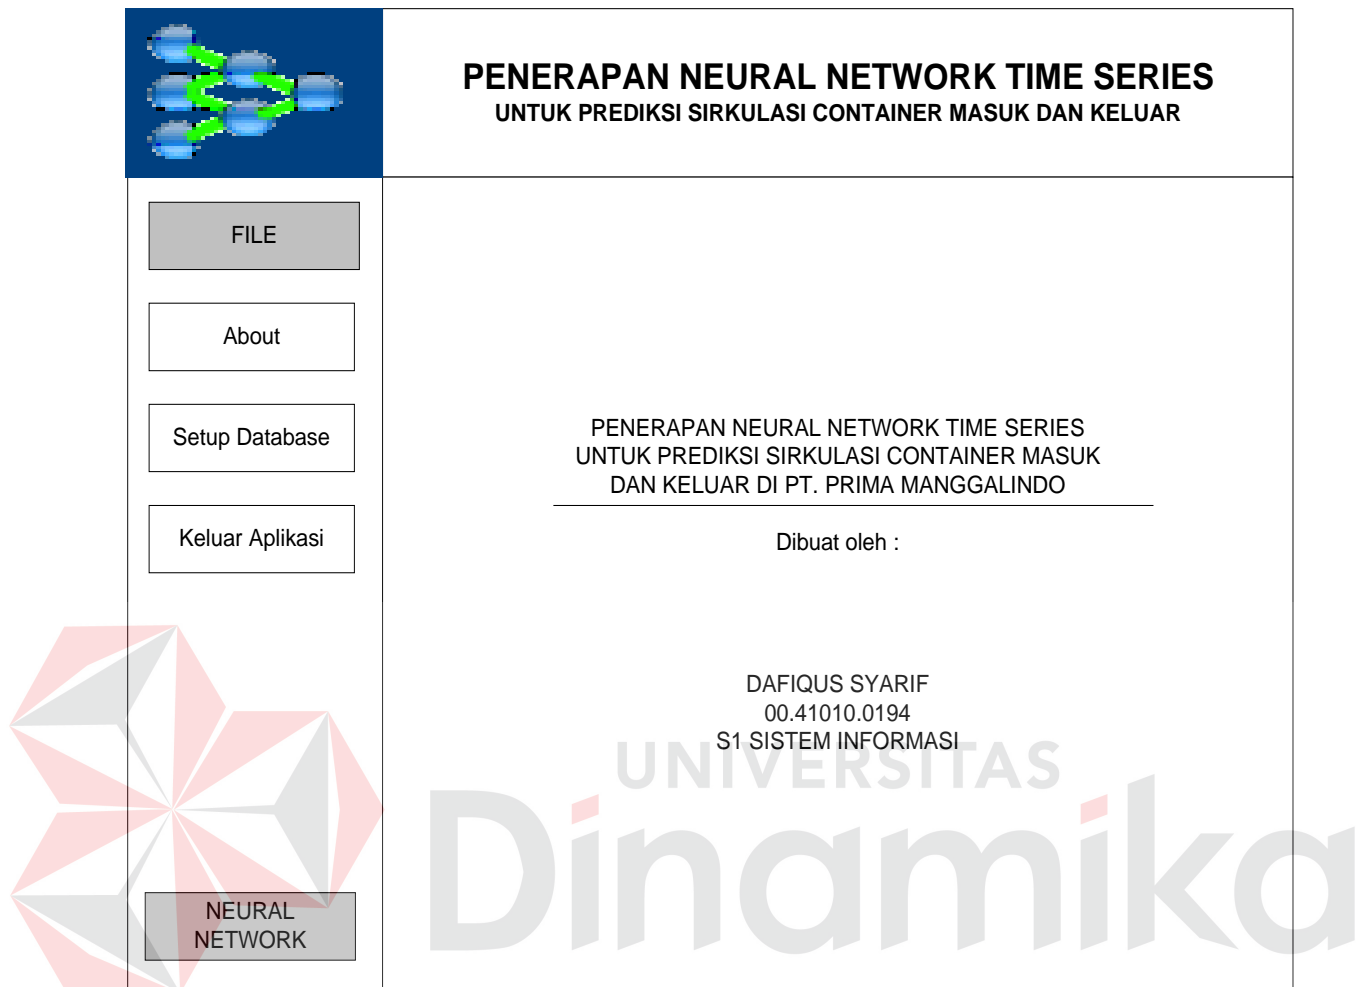 PENERAPAN NEURAL NETWORK TIME SERIES
UNTUK PREDIKSI SIRKULASI CONTAINER MASUK DAN KELUAR
FILE
About
Setup Database
Keluar Aplikasi
NEURAL
NETWORK
PENERAPAN NEURAL NETWORK TIME SERIES
UNTUK PREDIKSI SIRKULASI CONTAINER MASUK
DAN KELUAR DI PT. PRIMA MANGGALINDO
Dibuat oleh :
DAFIQUS SYARIF
00.41010.0194
S1 SISTEM INFORMASI
UNIVERSITAS
Dinamika